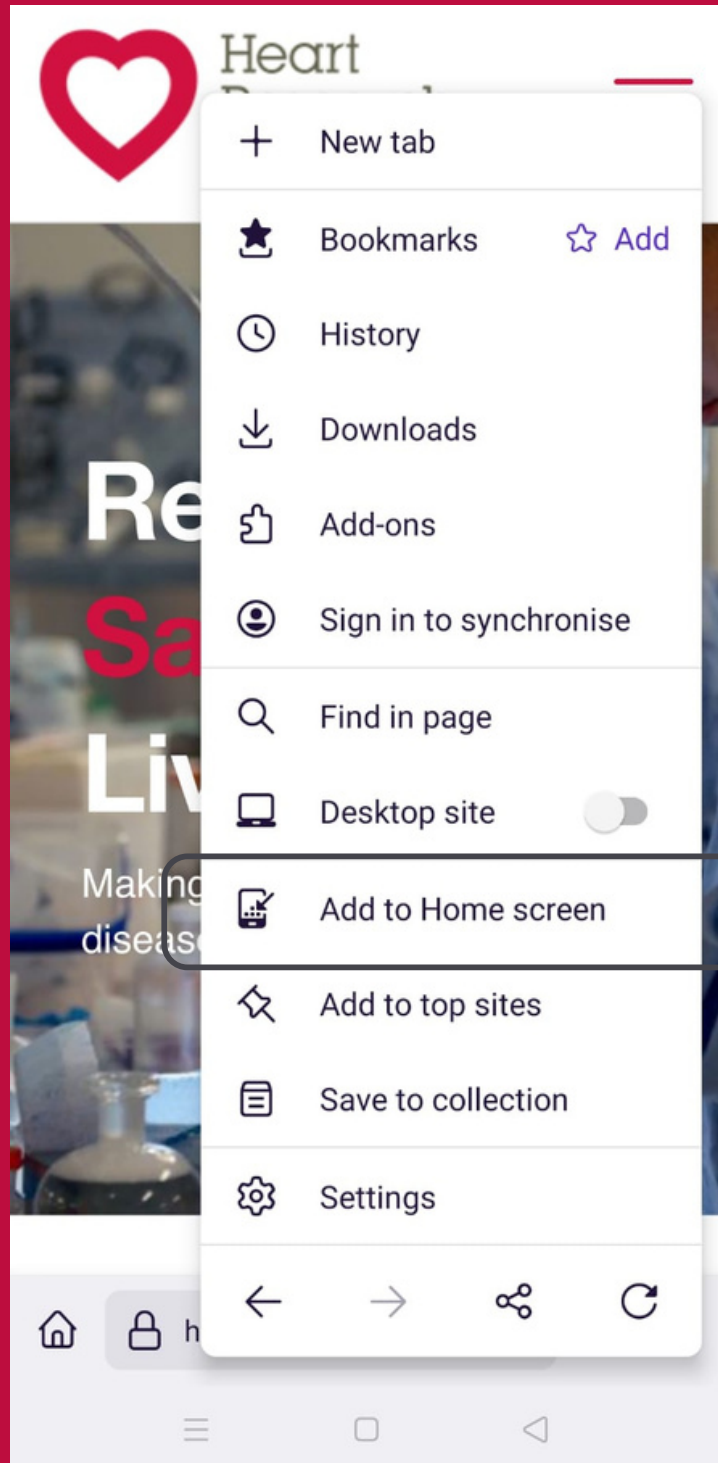 Heart
New tab
Bookmarks
Add
History
Downloads
Re
Add-ons
Sa
Sign in to synchronise
Find in page
Liv
Desktop site
Making
Add to Home screen
diseas
Add to top sites
Save to collection
Settings
h